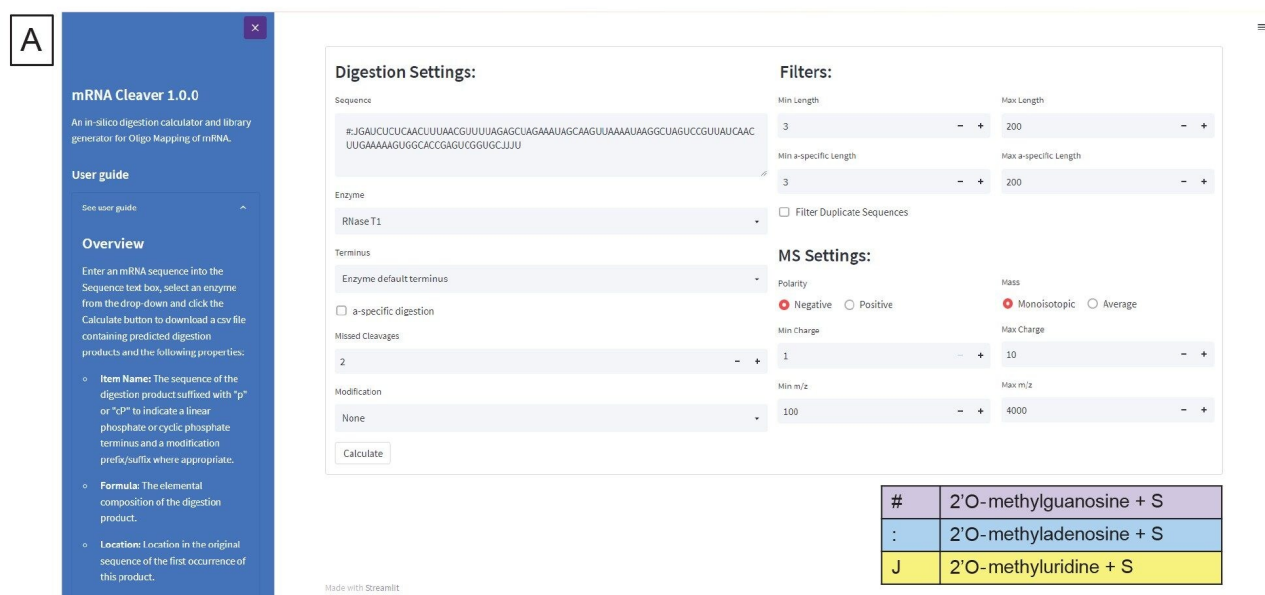 A
×
mRNA Cleaver 1.0.0
An in-silico digestion calculator and library
generator for Oligo Mapping of mRNA.
User guide
See user guide
Overview
Enter an mRNA sequence into the
Sequence text box, select an enzyme
from the drop-down and click the
Calculate button to download a csv file
containing predicted digestion
products and the following properties:
Item Name: The sequence of the
digestion product suffixed with "p"
or "cP" to indicate a linear
phosphate or cyclic phosphate
terminus and a modification
prefix/suffix where appropriate.
Formula: The elemental
composition of the digestion
product.
Location: Location in the original
sequence of the first occurrence of
this product.
Digestion Settings:
Sequence
#:JGAUCUCUCAACUUUAACGUUUUAGAGCUAGAAAUAGCAAGUUAAAAUAAGGCUAGUCCGUUAUCAAC
UUGAAAAAGUGGCACCGAGUCGGUGCJJJU
Enzyme
RNase T1
Terminus
Enzyme default terminus
a-specific digestion
Missed Cleavages
2 - +
Modification
None
Calculate
Filters:
Min Length Max Length
3 - + 200 - +
Min a-specific Length Max a-specific Length
3 - + 200 - +
Filter Duplicate Sequences
MS Settings:
Polarity Mass
Negative Positive Monoisotopic Average
Min Charge Max Charge
1 - + 10 - +
Min m/z Max m/z
100 - + 4000 - +
# 2'O-methylguanosine + S
: 2'O-methyladenosine + S
J 2'O-methyluridine + S
Made with Streamlit